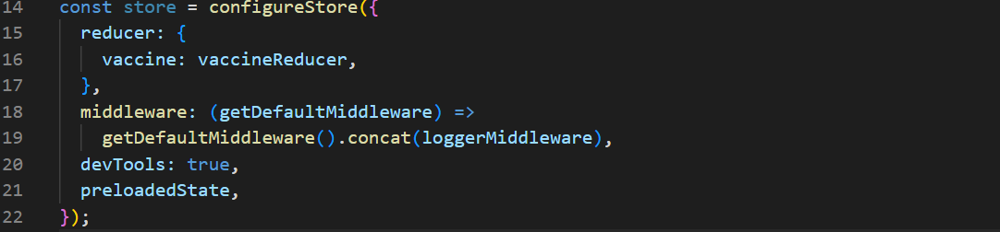 14 const store = configureStore({
15 reducer: {
16 vaccine: vaccineReducer,
17 },
18 middleware: (getDefaultMiddleware) =>
19 getDefaultMiddleware().concat(loggerMiddleware),
20 devTools: true,
21 preloadedState,
22 });